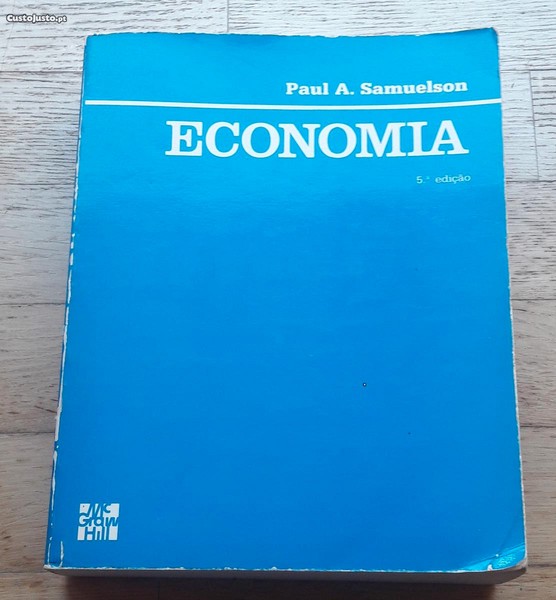 CustoJusto.pt
Paul A. Samuelson
ECONOMIA
5.ª edição
Mc
Graw
Hill